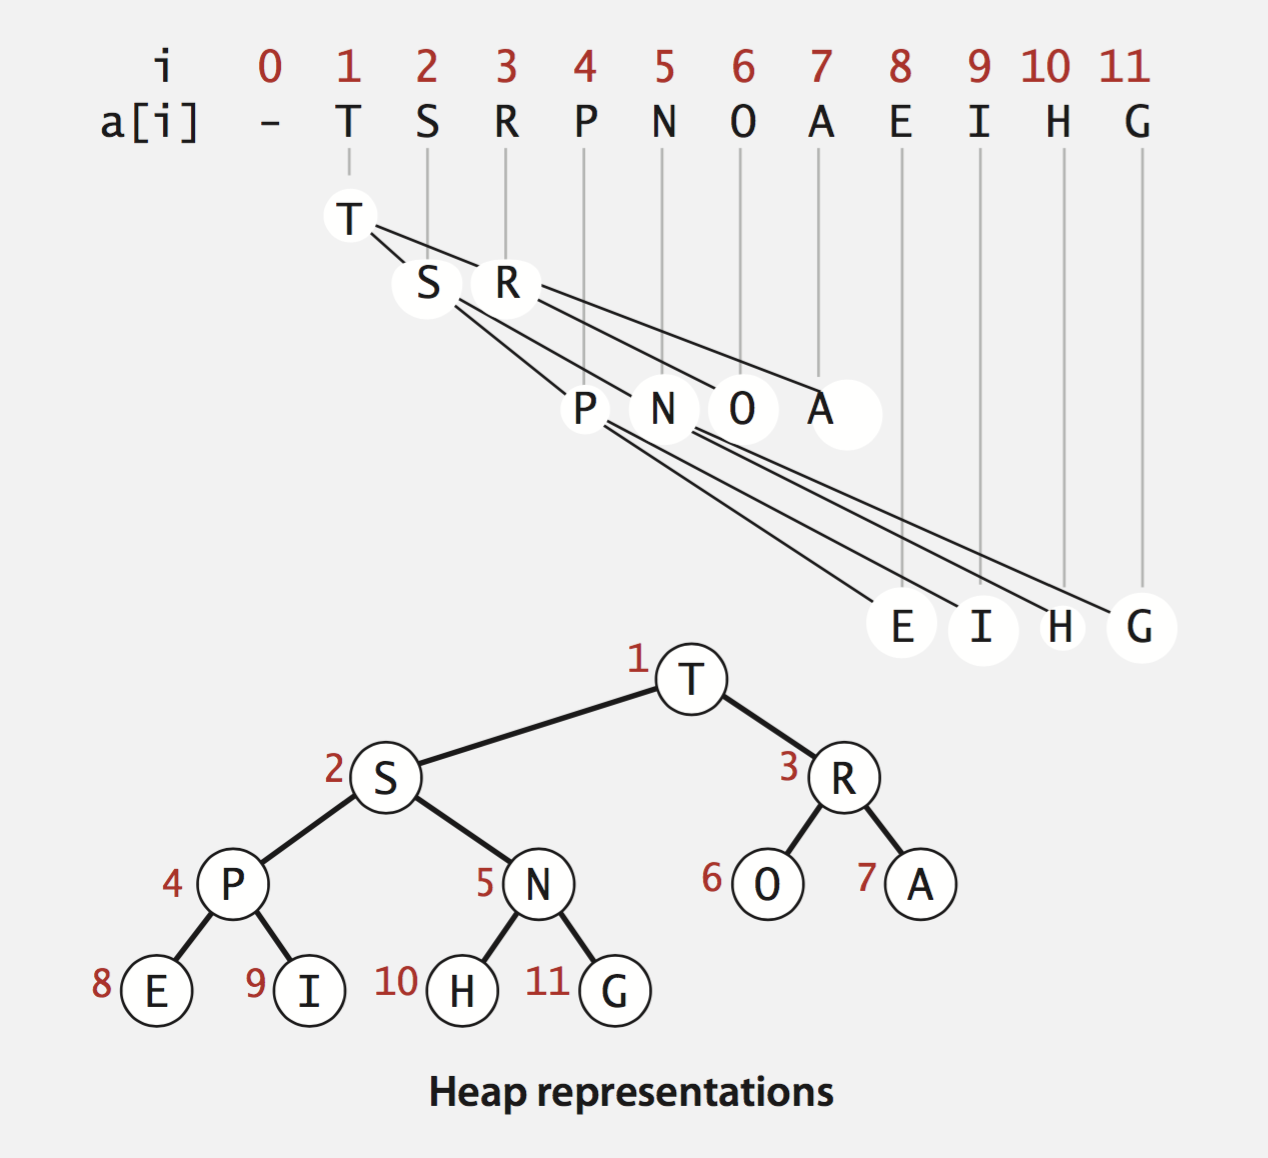 i 0 1 2 3 4 5 6 7 8 9 10 11
a[i] – T S R P N O A E I H G
T
S R
P N O A
E I H G
1 T
2 S 3 R
4 P 5 N 6 O 7 A
8 E 9 I 10 H 11 G
Heap representations